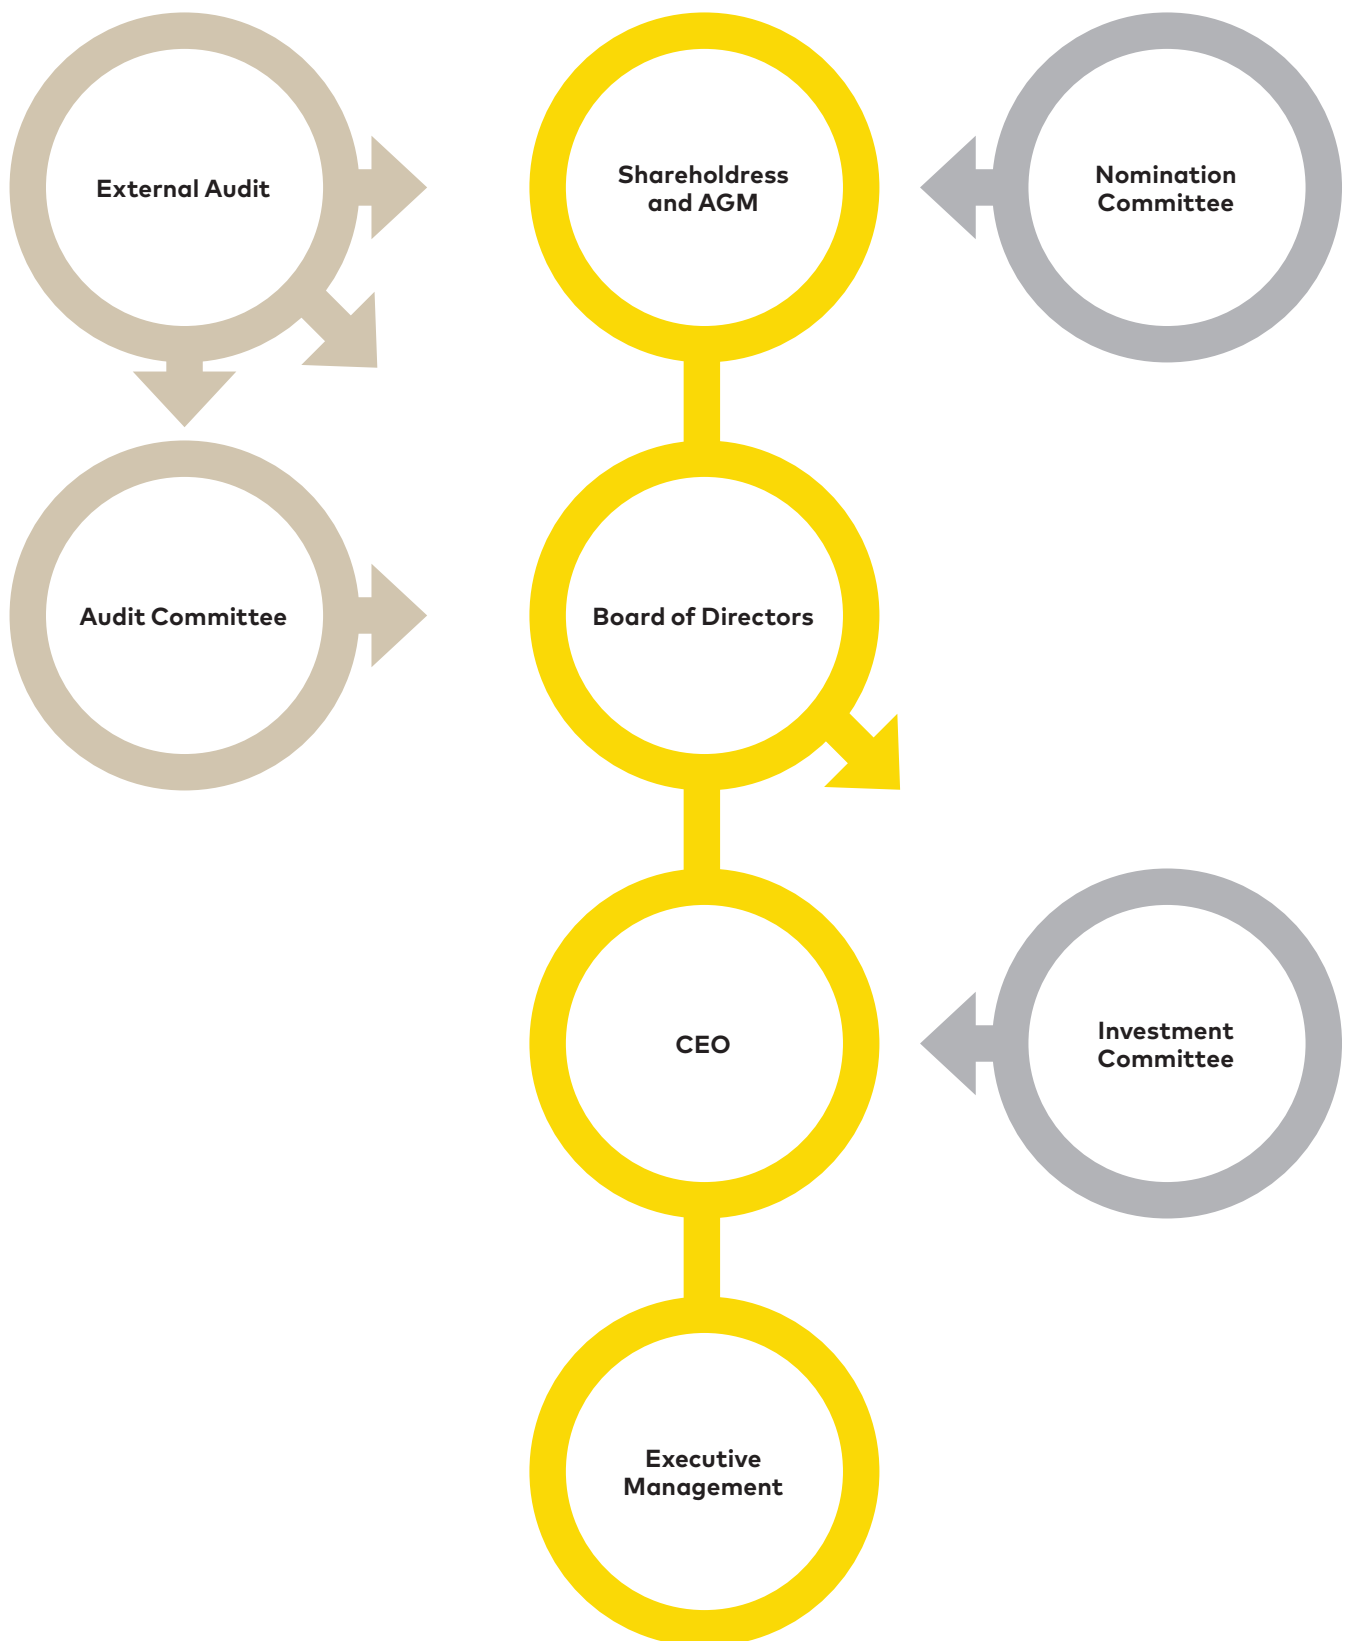 External Audit
Shareholdress
and AGM
Nomination
Committee
Audit Committee
Board of Directors
CEO
Investment
Committee
Executive
Management